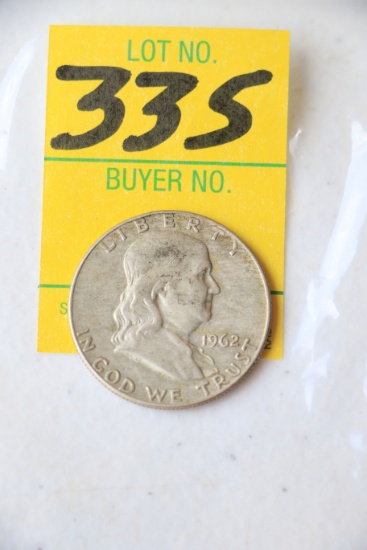 LOT NO.
335
BUYER NO.
LIBERTY
1962
IN GOD WE TRUST